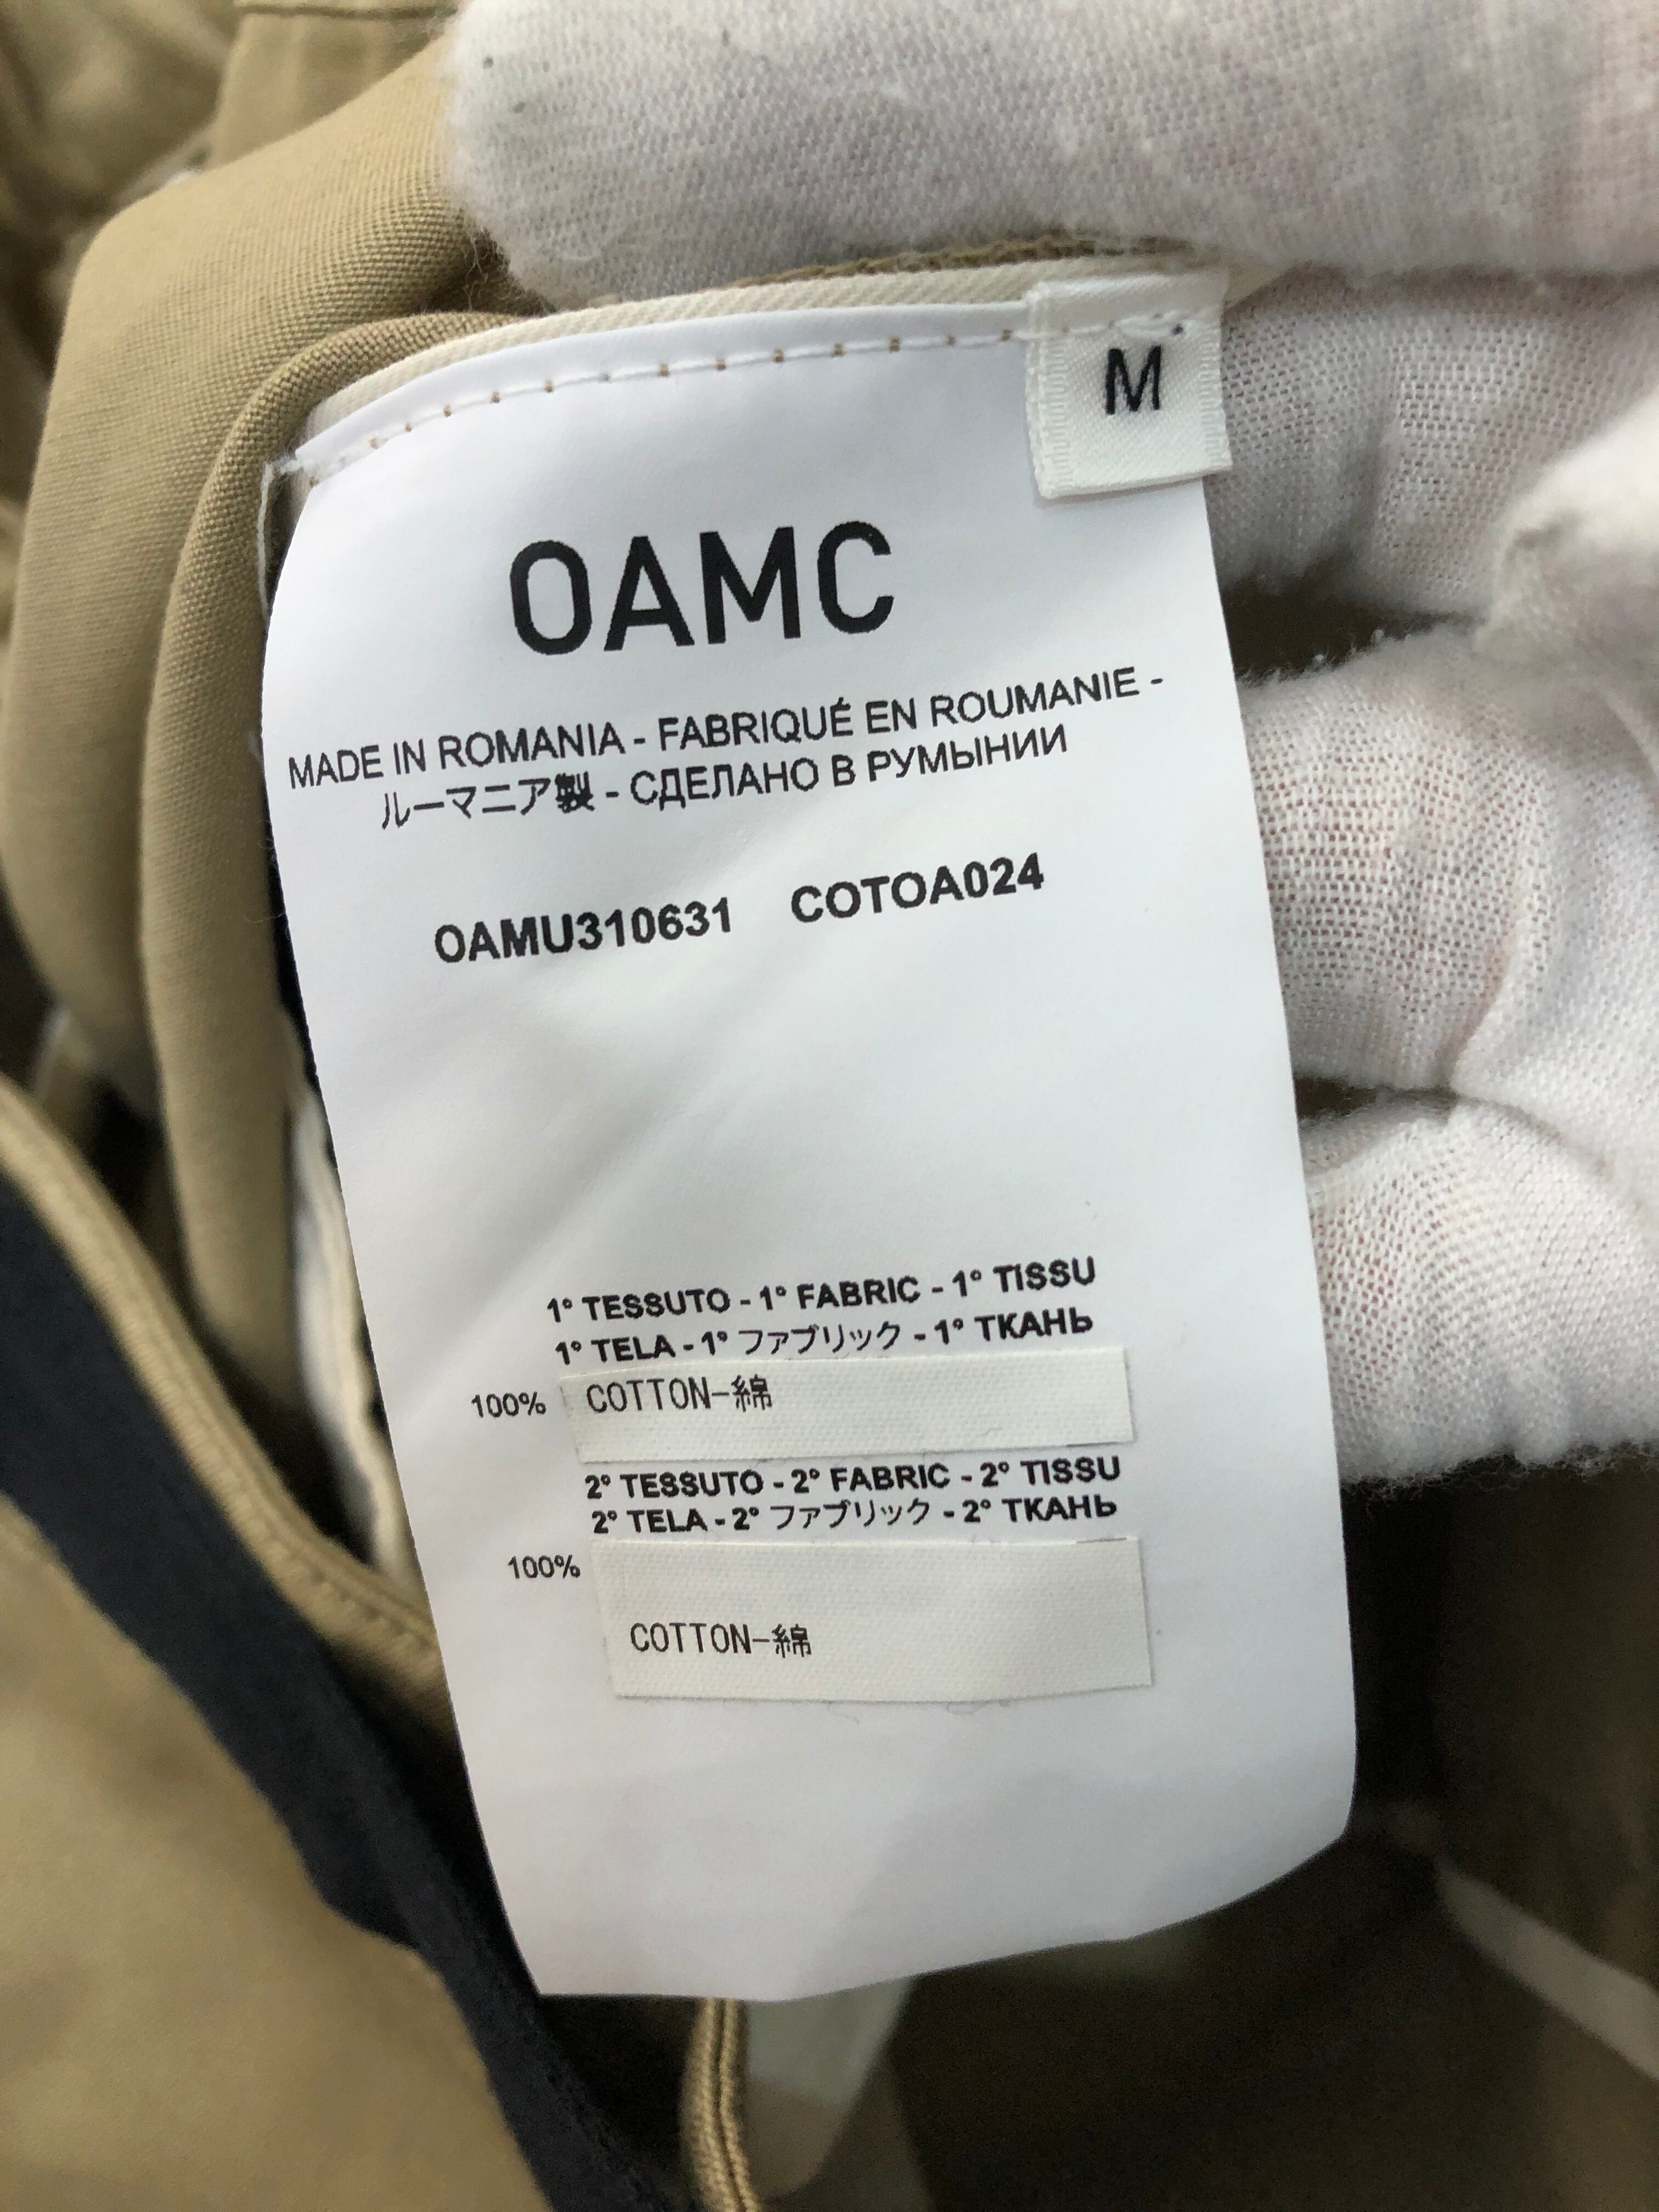 M
OAMC
MADE IN ROMANIA - FABRIQUÉ EN ROUMANIE -
ルーマニア製 - СДЕЛАНО В РУМЫНИИ
OAMU310631 COTOA024
1° TESSUTO - 1° FABRIC - 1° TISSU
1° TELA - 1° ファブリック - 1° ТКАНЬ
100% COTTON-綿
2° TESSUTO - 2° FABRIC - 2° TISSU
2° TELA - 2° ファブリック - 2° ТКАНЬ
100%
COTTON-綿